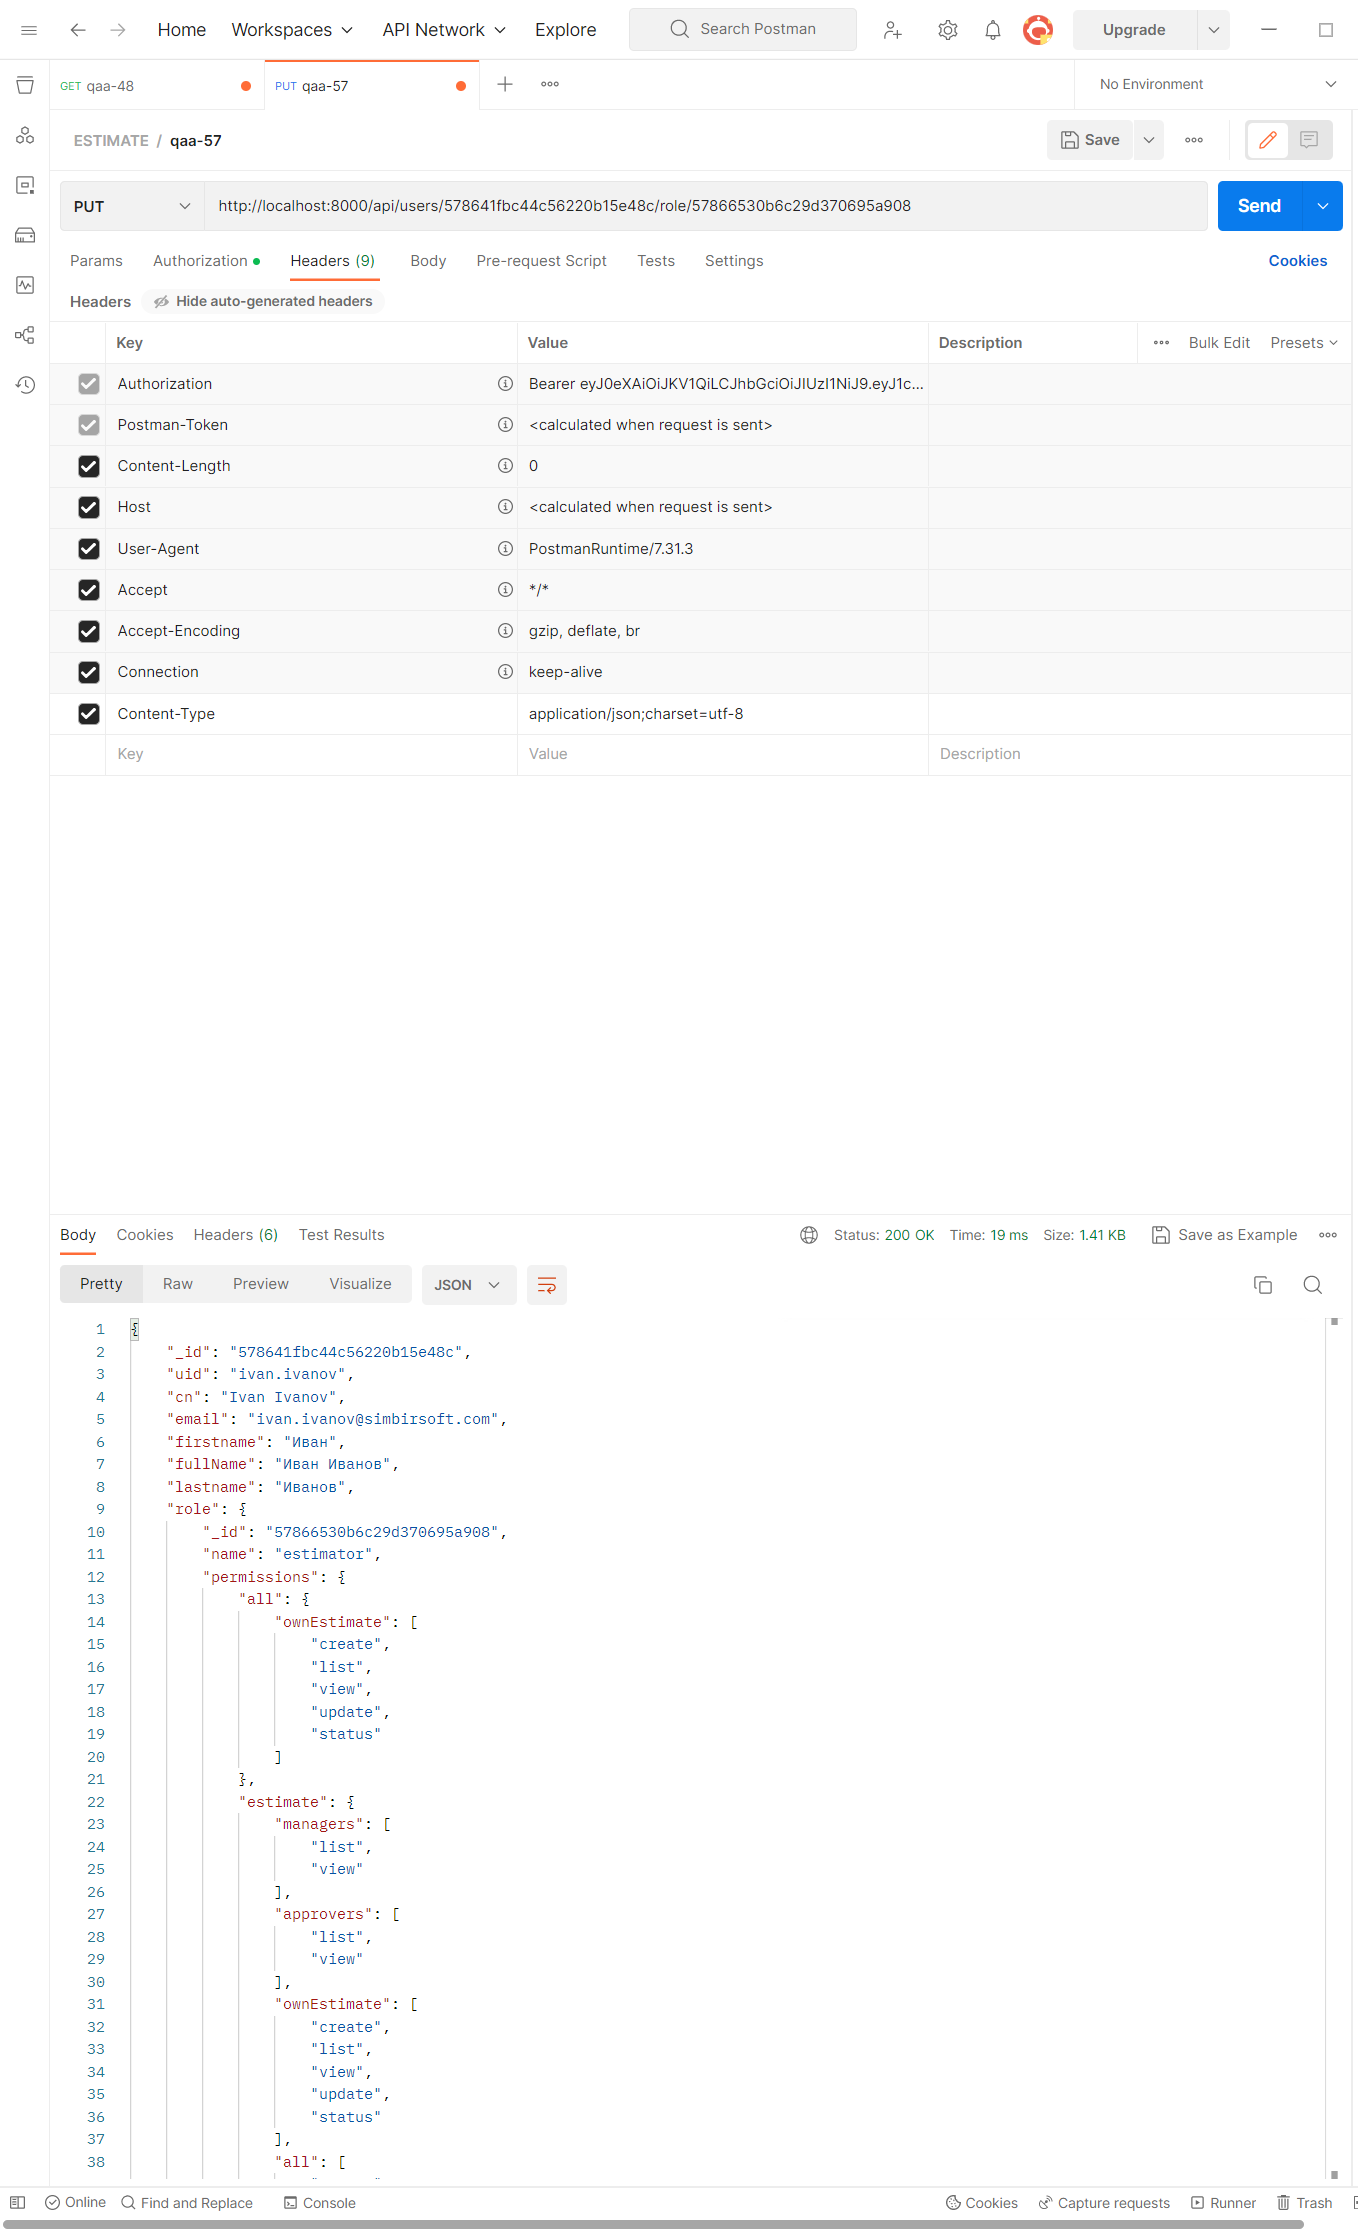 Home Workspaces API Network Explore Search Postman Upgrade
GET qaa-48 PUT qaa-57 No Environment
ESTIMATE / qaa-57 Save
PUT http://localhost:8000/api/users/578641fbc44c56220b15e48c/role/57866530b6c29d370695a908 Send
Params Authorization Headers (9) Body Pre-request Script Tests Settings Cookies
Headers Hide auto-generated headers
Key Value Description Bulk Edit Presets
Authorization Bearer eyJ0eXAiOiJKV1QiLCJhbGciOiJIUzI1NiJ9.eyJ1c...
Postman-Token <calculated when request is sent>
Content-Length 0
Host <calculated when request is sent>
User-Agent PostmanRuntime/7.31.3
Accept */*
Accept-Encoding gzip, deflate, br
Connection keep-alive
Content-Type application/json;charset=utf-8
Key Value Description
Body Cookies Headers (6) Test Results Status: 200 OK Time: 19 ms Size: 1.41 KB Save as Example
Pretty Raw Preview Visualize JSON
1 {
2 "_id": "578641fbc44c56220b15e48c",
3 "uid": "ivan.ivanov",
4 "cn": "Ivan Ivanov",
5 "email": "ivan.ivanov@simbirsoft.com",
6 "firstname": "Иван",
7 "fullName": "Иван Иванов",
8 "lastname": "Иванов",
9 "role": {
10 "_id": "57866530b6c29d370695a908",
11 "name": "estimator",
12 "permissions": {
13 "all": {
14 "ownEstimate": [
15 "create",
16 "list",
17 "view",
18 "update",
19 "status"
20 ]
21 },
22 "estimate": {
23 "managers": [
24 "list",
25 "view"
26 ],
27 "approvers": [
28 "list",
29 "view"
30 ],
31 "ownEstimate": [
32 "create",
33 "list",
34 "view",
35 "update",
36 "status"
37 ],
38 "all": [
Online Find and Replace Console Cookies Capture requests Runner Trash